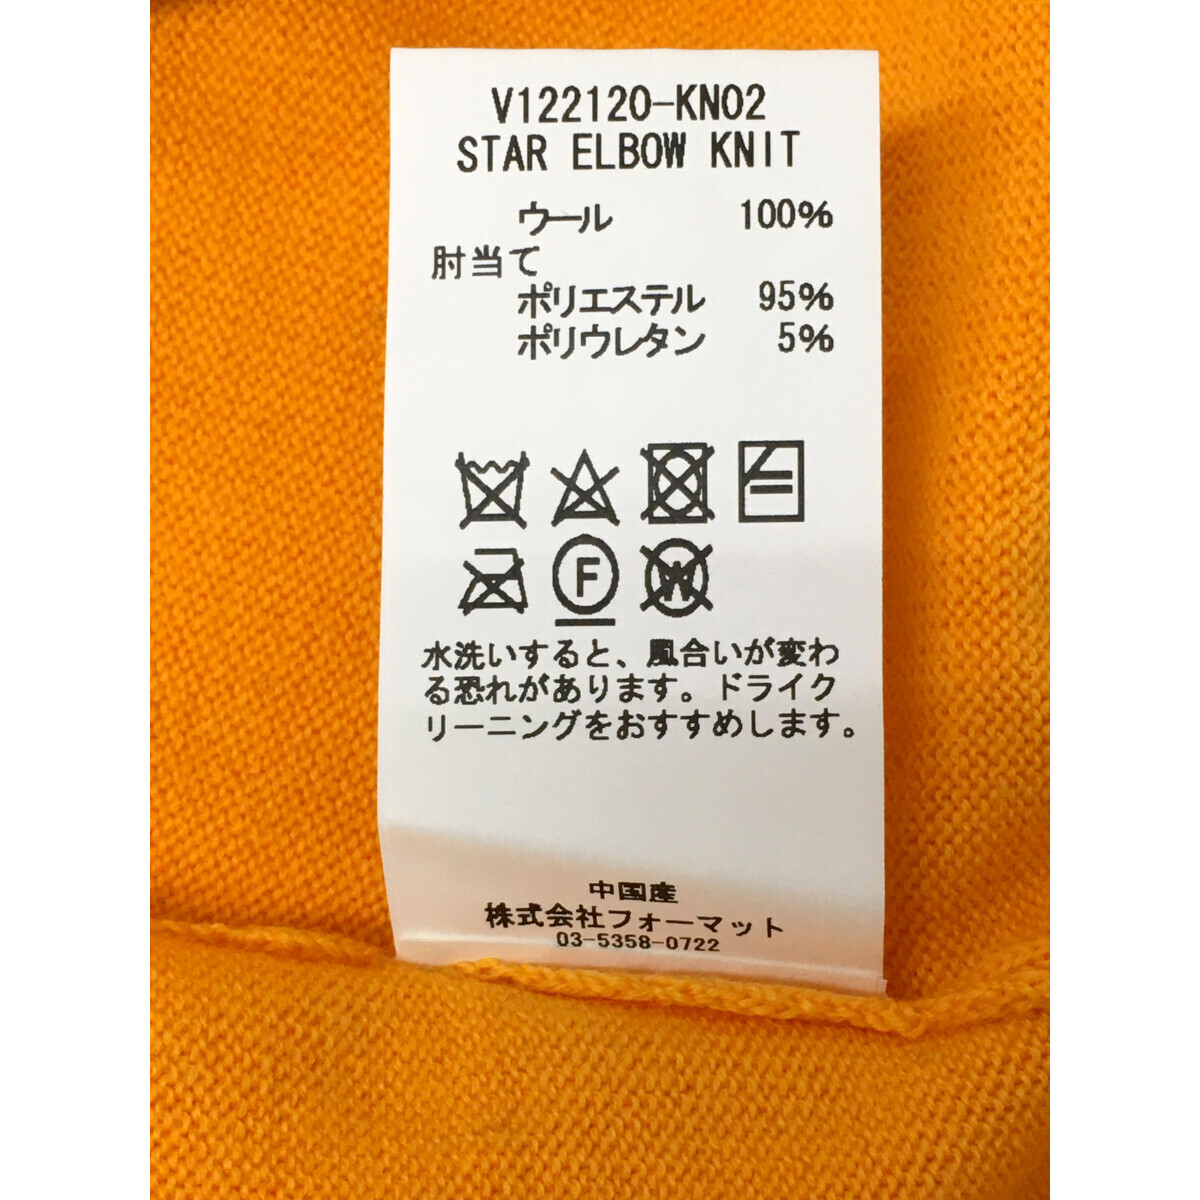 V122120-KN02
STAR ELBOW KNIT
ウール 100%
肘当て
ポリエステル 95%
ポリウレタン 5%
F W
水洗いすると、風合いが変わ
る恐れがあります。ドライク
リーニングをおすすめします。
中国産
株式会社フォーマット
03-5358-0722